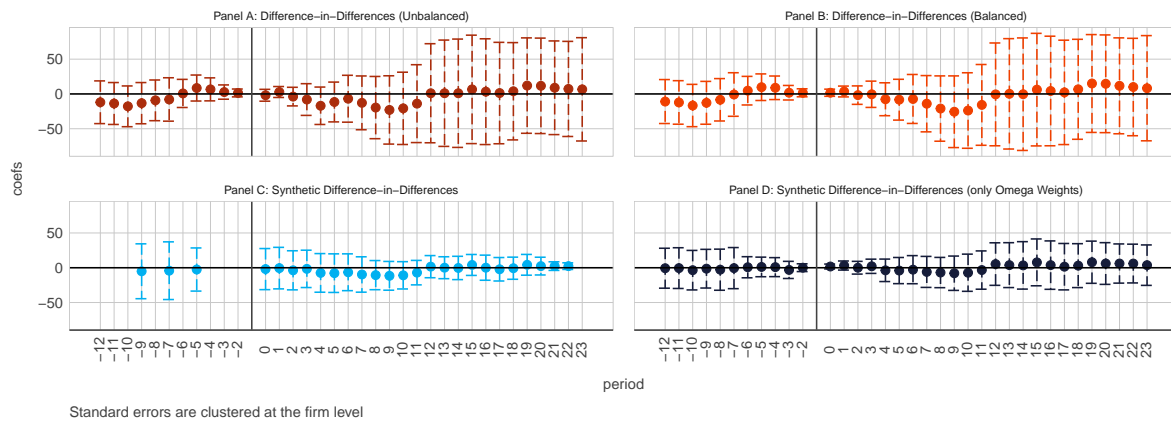 Panel A: Difference−in−Differences (Unbalanced)
Panel B: Difference−in−Differences (Balanced)
50
0
−50
coefs
Panel C: Synthetic Difference−in−Differences
Panel D: Synthetic Difference−in−Differences (only Omega Weights)
50
0
−50
−12 −11 −10 −9 −8 −7 −6 −5 −4 −3 −2 0 1 2 3 4 5 6 7 8 9 10 11 12 13 14 15 16 17 18 19 20 21 22 23
−12 −11 −10 −9 −8 −7 −6 −5 −4 −3 −2 0 1 2 3 4 5 6 7 8 9 10 11 12 13 14 15 16 17 18 19 20 21 22 23
period
Standard errors are clustered at the firm level